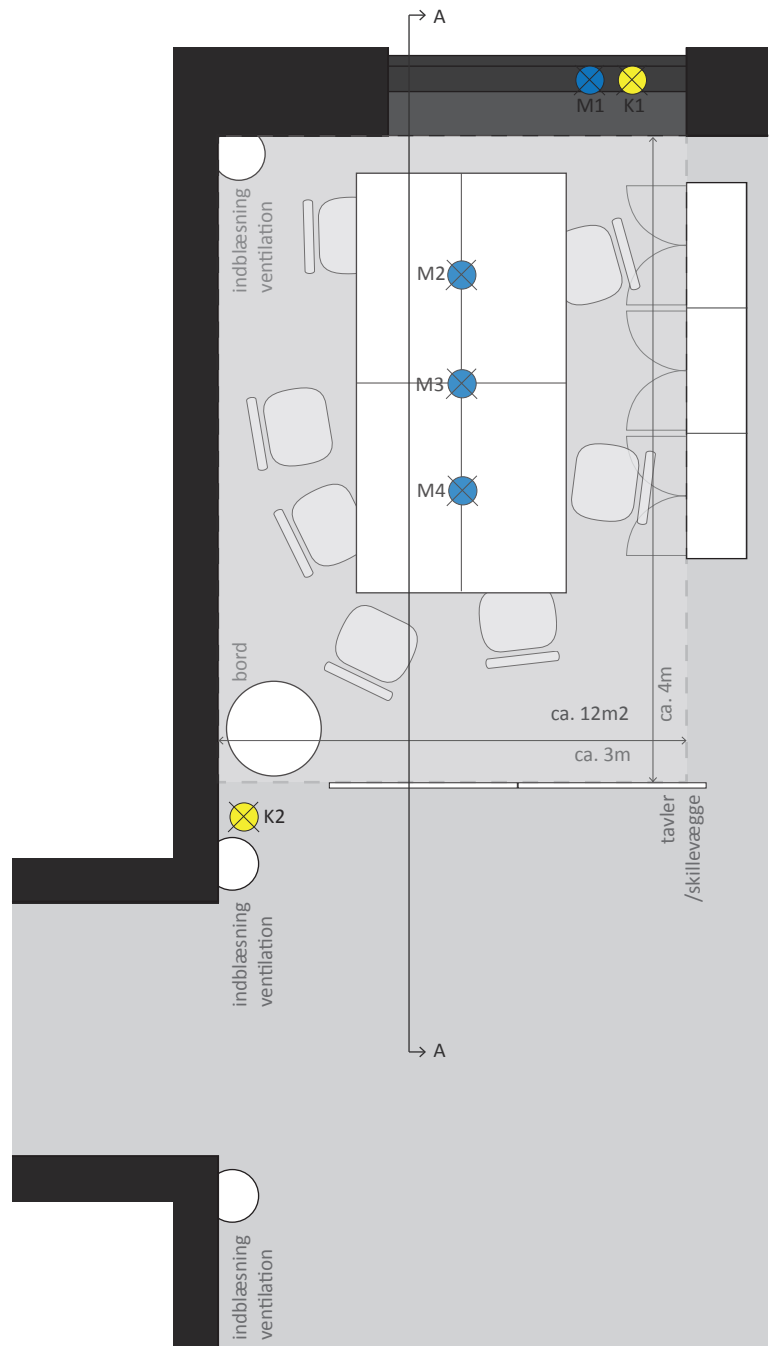 A
M1
K1
indblæsning
ventilation
M2
M3
M4
bord
ca. 12m2
ca. 4m
ca. 3m
tavler
/skillevægge
K2
indblæsning
ventilation
A
indblæsning
ventilation